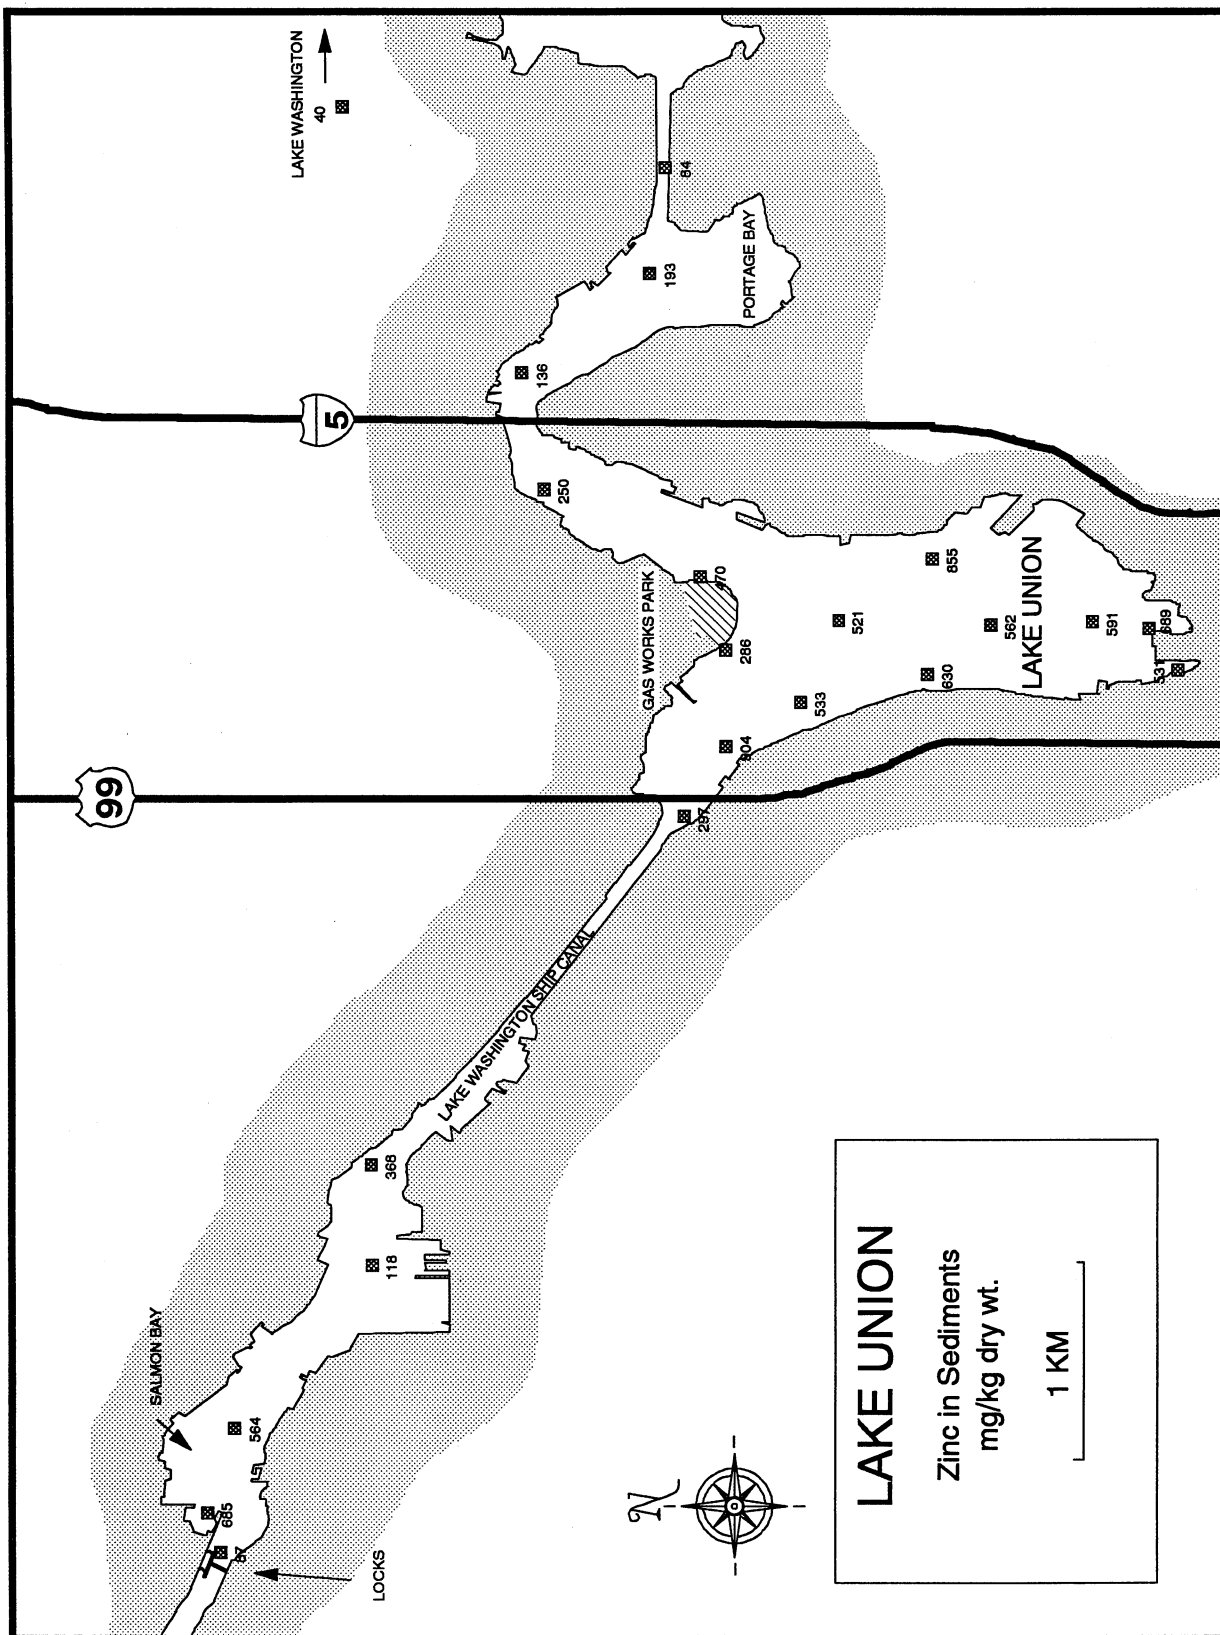 LAKE WASHINGTON
40
84
193
PORTAGE BAY
136
5
250
GAS WORKS PARK
470
286
521
855
562
LAKE UNION
591
689
531
630
533
99
297
LAKE WASHINGTON SHIP CANAL
368
118
SALMON BAY
564
685
LOCKS
N
LAKE UNION
Zinc in Sediments
mg/kg dry wt.
1 KM